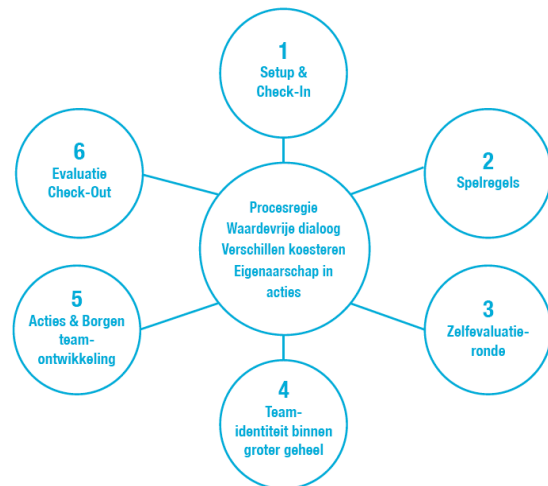 1
Setup &
Check-In
2
Spelregels
3
Zelfevaluatie-
ronde
4
Team-
identiteit binnen
groter geheel
5
Acties & Borgen
team-
ontwikkeling
6
Evaluatie
Check-Out
Procesregie
Waardevrije dialoog
Verschillen koesteren
Eigenaarschap in
acties